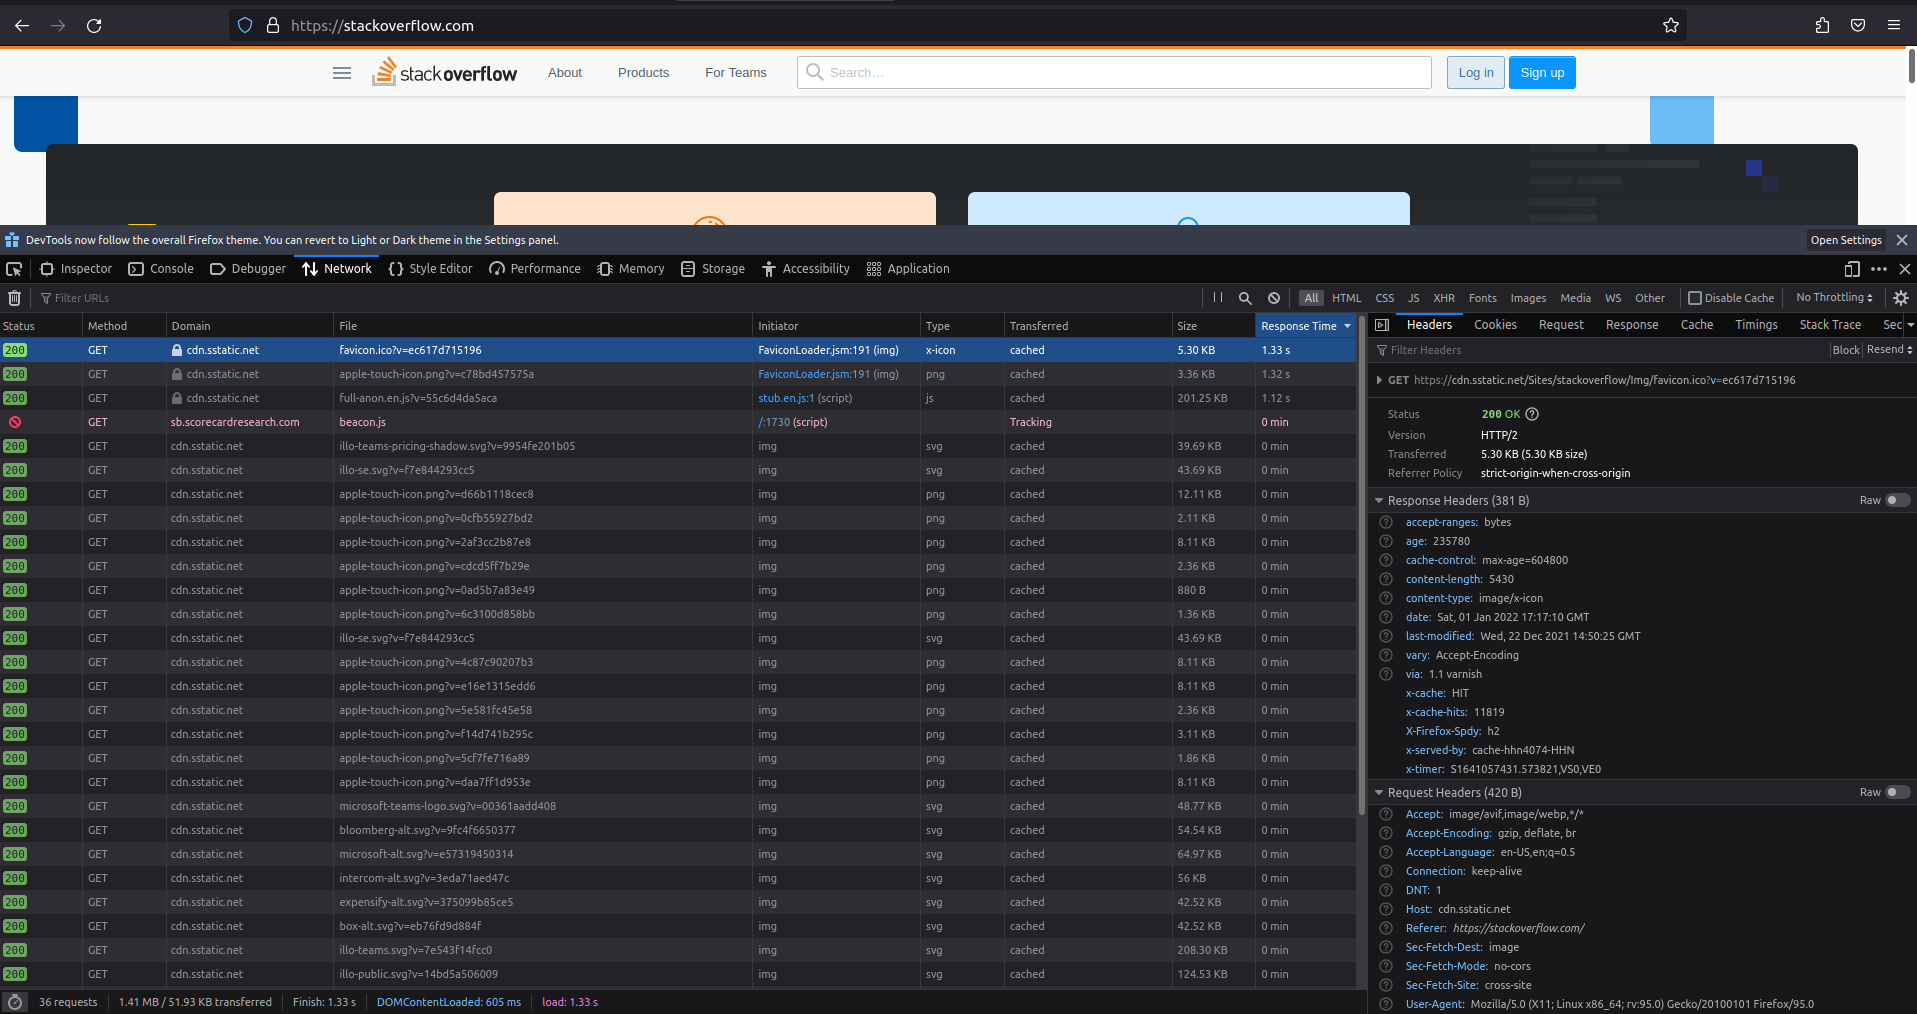 https://stackoverflow.com
stackoverflow About Products For Teams Search… Log in Sign up
DevTools now follow the overall Firefox theme. You can revert to Light or Dark theme in the Settings panel. Open Settings
Inspector Console Debugger Network Style Editor Performance Memory Storage Accessibility Application
Filter URLs All HTML CSS JS XHR Fonts Images Media WS Other Disable Cache No Throttling
Status Method Domain File Initiator Type Transferred Size Response Time
200 GET cdn.sstatic.net favicon.ico?v=ec617d715196 FaviconLoader.jsm:191 (img) x-icon cached 5.30 KB 1.33 s
200 GET cdn.sstatic.net apple-touch-icon.png?v=c78bd457575a FaviconLoader.jsm:191 (img) png cached 3.36 KB 1.32 s
200 GET cdn.sstatic.net full-anon.en.js?v=55c6d4da5aca stub.en.js:1 (script) js cached 201.25 KB 1.12 s
GET sb.scorecardresearch.com beacon.js /:1730 (script) Tracking 0 min
200 GET cdn.sstatic.net illo-teams-pricing-shadow.svg?v=9954fe201b05 img svg cached 39.69 KB 0 min
200 GET cdn.sstatic.net illo-se.svg?v=f7e844293cc5 img svg cached 43.69 KB 0 min
200 GET cdn.sstatic.net apple-touch-icon.png?v=d66b1118cec8 img png cached 12.11 KB 0 min
200 GET cdn.sstatic.net apple-touch-icon.png?v=0cfb55927bd2 img png cached 2.11 KB 0 min
200 GET cdn.sstatic.net apple-touch-icon.png?v=2af3cc2b87e8 img png cached 8.11 KB 0 min
200 GET cdn.sstatic.net apple-touch-icon.png?v=cdcd5ff7b29e img png cached 2.36 KB 0 min
200 GET cdn.sstatic.net apple-touch-icon.png?v=0ad5b7a83e49 img png cached 880 B 0 min
200 GET cdn.sstatic.net apple-touch-icon.png?v=6c3100d858bb img png cached 1.36 KB 0 min
200 GET cdn.sstatic.net illo-se.svg?v=f7e844293cc5 img svg cached 43.69 KB 0 min
200 GET cdn.sstatic.net apple-touch-icon.png?v=4c87c90207b3 img png cached 8.11 KB 0 min
200 GET cdn.sstatic.net apple-touch-icon.png?v=e16e1315edd6 img png cached 8.11 KB 0 min
200 GET cdn.sstatic.net apple-touch-icon.png?v=5e581fc45e58 img png cached 2.36 KB 0 min
200 GET cdn.sstatic.net apple-touch-icon.png?v=f14d741b295c img png cached 3.11 KB 0 min
200 GET cdn.sstatic.net apple-touch-icon.png?v=5cf7fe716a89 img png cached 1.86 KB 0 min
200 GET cdn.sstatic.net apple-touch-icon.png?v=daa7ff1d953e img png cached 8.11 KB 0 min
200 GET cdn.sstatic.net microsoft-teams-logo.svg?v=00361aadd408 img svg cached 48.77 KB 0 min
200 GET cdn.sstatic.net bloomberg-alt.svg?v=9fc4f6650377 img svg cached 54.54 KB 0 min
200 GET cdn.sstatic.net microsoft-alt.svg?v=e57319450314 img svg cached 64.97 KB 0 min
200 GET cdn.sstatic.net intercom-alt.svg?v=3eda71aed47c img svg cached 56 KB 0 min
200 GET cdn.sstatic.net expensify-alt.svg?v=375099b85ce5 img svg cached 42.52 KB 0 min
200 GET cdn.sstatic.net box-alt.svg?v=eb76fd9d884f img svg cached 42.52 KB 0 min
200 GET cdn.sstatic.net illo-teams.svg?v=7e543f14fcc0 img svg cached 208.30 KB 0 min
200 GET cdn.sstatic.net illo-public.svg?v=14bd5a506009 img svg cached 124.53 KB 0 min
36 requests 1.41 MB / 51.93 KB transferred Finish: 1.33 s DOMContentLoaded: 605 ms load: 1.33 s
Headers Cookies Request Response Cache Timings Stack Trace Sec
Filter Headers Block Resend
GET https://cdn.sstatic.net/Sites/stackoverflow/Img/favicon.ico?v=ec617d715196
Status 200 OK
Version HTTP/2
Transferred 5.30 KB (5.30 KB size)
Referrer Policy strict-origin-when-cross-origin
Response Headers (381 B) Raw
accept-ranges: bytes
age: 235780
cache-control: max-age=604800
content-length: 5430
content-type: image/x-icon
date: Sat, 01 Jan 2022 17:17:10 GMT
last-modified: Wed, 22 Dec 2021 14:50:25 GMT
vary: Accept-Encoding
via: 1.1 varnish
x-cache: HIT
x-cache-hits: 11819
X-Firefox-Spdy: h2
x-served-by: cache-hhn4074-HHN
x-timer: S1641057431.573821,VS0,VE0
Request Headers (420 B) Raw
Accept: image/avif,image/webp,*/*
Accept-Encoding: gzip, deflate, br
Accept-Language: en-US,en;q=0.5
Connection: keep-alive
DNT: 1
Host: cdn.sstatic.net
Referer: https://stackoverflow.com/
Sec-Fetch-Dest: image
Sec-Fetch-Mode: no-cors
Sec-Fetch-Site: cross-site
User-Agent: Mozilla/5.0 (X11; Linux x86_64; rv:95.0) Gecko/20100101 Firefox/95.0